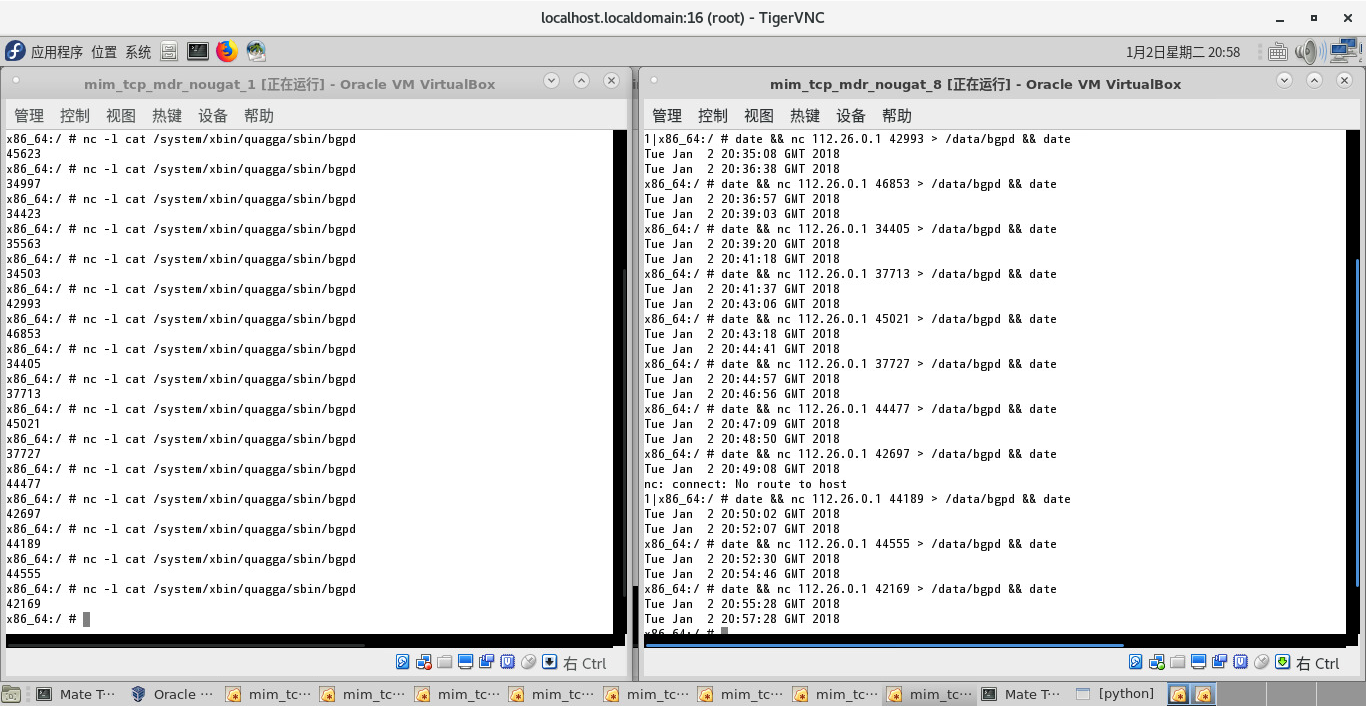 localhost.localdomain:16 (root) - TigerVNC
应用程序 位置 系统
1月2日星期二 20:58
mim_tcp_mdr_nougat_1 [正在运行] - Oracle VM VirtualBox
管理 控制 视图 热键 设备 帮助
x86_64:/ # nc -l cat /system/xbin/quagga/sbin/bgpd
45623
x86_64:/ # nc -l cat /system/xbin/quagga/sbin/bgpd
34997
x86_64:/ # nc -l cat /system/xbin/quagga/sbin/bgpd
34423
x86_64:/ # nc -l cat /system/xbin/quagga/sbin/bgpd
35563
x86_64:/ # nc -l cat /system/xbin/quagga/sbin/bgpd
34503
x86_64:/ # nc -l cat /system/xbin/quagga/sbin/bgpd
42993
x86_64:/ # nc -l cat /system/xbin/quagga/sbin/bgpd
46853
x86_64:/ # nc -l cat /system/xbin/quagga/sbin/bgpd
34405
x86_64:/ # nc -l cat /system/xbin/quagga/sbin/bgpd
37713
x86_64:/ # nc -l cat /system/xbin/quagga/sbin/bgpd
45021
x86_64:/ # nc -l cat /system/xbin/quagga/sbin/bgpd
37727
x86_64:/ # nc -l cat /system/xbin/quagga/sbin/bgpd
44477
x86_64:/ # nc -l cat /system/xbin/quagga/sbin/bgpd
42697
x86_64:/ # nc -l cat /system/xbin/quagga/sbin/bgpd
44189
x86_64:/ # nc -l cat /system/xbin/quagga/sbin/bgpd
44555
x86_64:/ # nc -l cat /system/xbin/quagga/sbin/bgpd
42169
x86_64:/ #
右 Ctrl
mim_tcp_mdr_nougat_8 [正在运行] - Oracle VM VirtualBox
管理 控制 视图 热键 设备 帮助
1|x86_64:/ # date && nc 112.26.0.1 42993 > /data/bgpd && date
Tue Jan  2 20:35:08 GMT 2018
Tue Jan  2 20:36:38 GMT 2018
x86_64:/ # date && nc 112.26.0.1 46853 > /data/bgpd && date
Tue Jan  2 20:36:57 GMT 2018
Tue Jan  2 20:39:03 GMT 2018
x86_64:/ # date && nc 112.26.0.1 34405 > /data/bgpd && date
Tue Jan  2 20:39:20 GMT 2018
Tue Jan  2 20:41:18 GMT 2018
x86_64:/ # date && nc 112.26.0.1 37713 > /data/bgpd && date
Tue Jan  2 20:41:37 GMT 2018
Tue Jan  2 20:43:06 GMT 2018
x86_64:/ # date && nc 112.26.0.1 45021 > /data/bgpd && date
Tue Jan  2 20:43:18 GMT 2018
Tue Jan  2 20:44:41 GMT 2018
x86_64:/ # date && nc 112.26.0.1 37727 > /data/bgpd && date
Tue Jan  2 20:44:57 GMT 2018
Tue Jan  2 20:46:56 GMT 2018
x86_64:/ # date && nc 112.26.0.1 44477 > /data/bgpd && date
Tue Jan  2 20:47:09 GMT 2018
Tue Jan  2 20:48:50 GMT 2018
x86_64:/ # date && nc 112.26.0.1 42697 > /data/bgpd && date
Tue Jan  2 20:49:08 GMT 2018
nc: connect: No route to host
1|x86_64:/ # date && nc 112.26.0.1 44189 > /data/bgpd && date
Tue Jan  2 20:50:02 GMT 2018
Tue Jan  2 20:52:07 GMT 2018
x86_64:/ # date && nc 112.26.0.1 44555 > /data/bgpd && date
Tue Jan  2 20:52:30 GMT 2018
Tue Jan  2 20:54:46 GMT 2018
x86_64:/ # date && nc 112.26.0.1 42169 > /data/bgpd && date
Tue Jan  2 20:55:28 GMT 2018
Tue Jan  2 20:57:28 GMT 2018
x86_64:/ #
右 Ctrl
Mate T… Oracle … mim_tc… mim_tc… mim_tc… mim_tc… mim_tc… mim_tc… mim_tc… mim_tc… Mate T… [python]